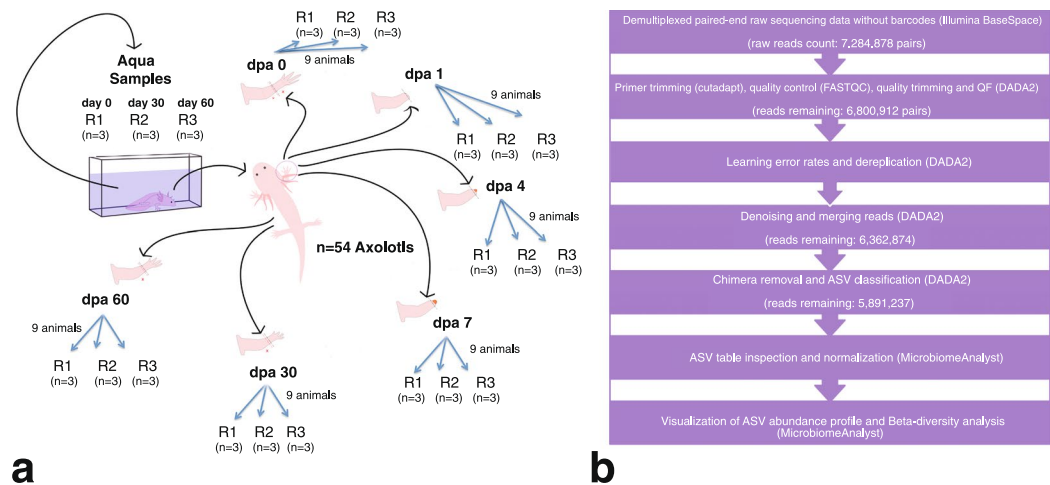 Aqua
Samples
day 0 day 30 day 60
R1 R2 R3
(n=3) (n=3) (n=3)
R1 R2 R3
(n=3) (n=3) (n=3)
9 animals
dpa 0
dpa 1
9 animals
R1 R2 R3
(n=3) (n=3) (n=3)
dpa 4
9 animals
R1 R2 R3
(n=3) (n=3) (n=3)
n=54 Axolotls
dpa 60
9 animals
R1 R2 R3
(n=3) (n=3) (n=3)
dpa 30
9 animals
R1 R2 R3
(n=3) (n=3) (n=3)
dpa 7
9 animals
R1 R2 R3
(n=3) (n=3) (n=3)
a
Demultiplexed paired-end raw sequencing data without barcodes (Illumina BaseSpace)
(raw reads count: 7,284,878 pairs)
Primer trimming (cutadapt), quality control (FASTQC), quality trimming and QF (DADA2)
(reads remaining: 6,800,912 pairs)
Learning error rates and dereplication (DADA2)
Denoising and merging reads (DADA2)
(reads remaining: 6,362,874)
Chimera removal and ASV classification (DADA2)
(reads remaining: 5,891,237)
ASV table inspection and normalization (MicrobiomeAnalyst)
Visualization of ASV abundance profile and Beta-diversity analysis
(MicrobiomeAnalyst)
b